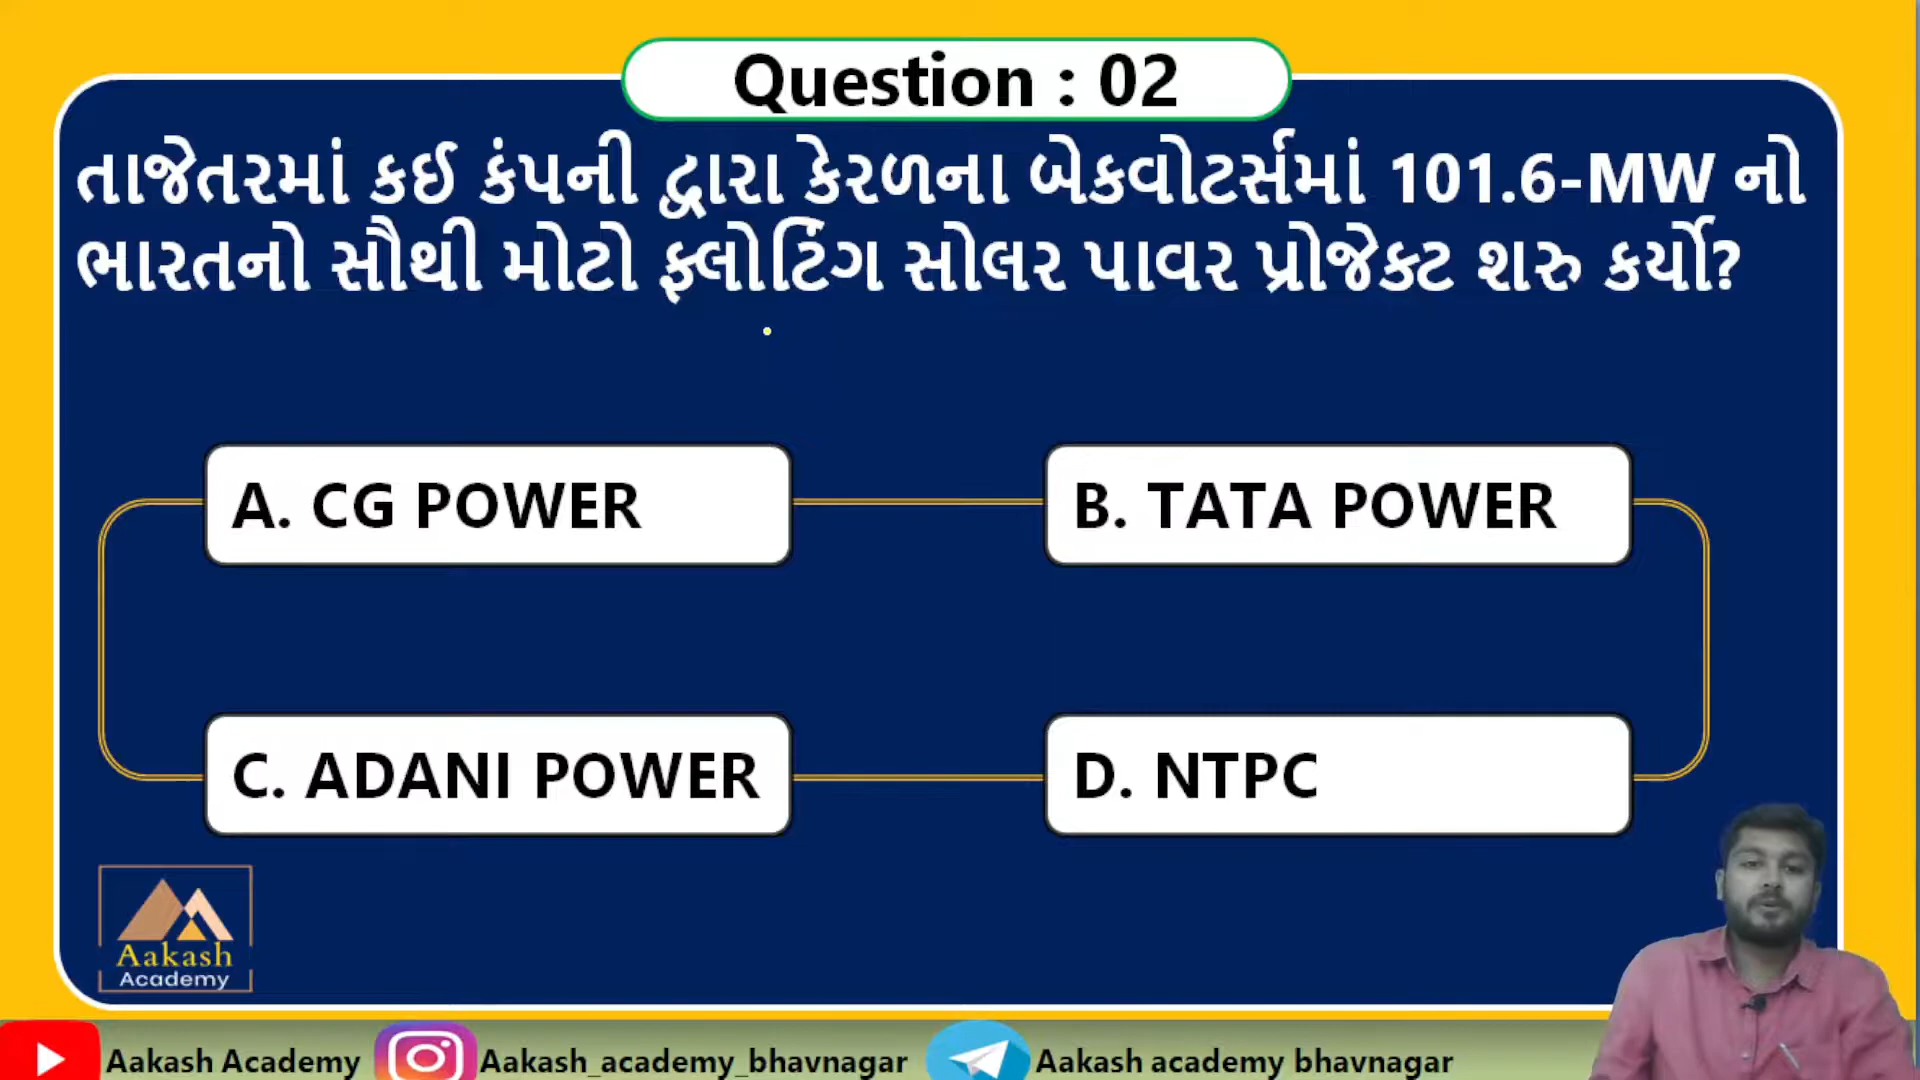 Question : 02
તાજેતરમાં કઈ કંપની દ્વારા કેરળના બેકવોટર્સમાં 101.6-MW નો
ભારતનો સૌથી મોટો ફ્લોટિંગ સોલર પાવર પ્રોજેક્ટ શરુ કર્યો?
A. CG POWER
B. TATA POWER
C. ADANI POWER
D. NTPC
Aakash
Academy
Aakash Academy
Aakash_academy_bhavnagar
Aakash academy bhavnagar